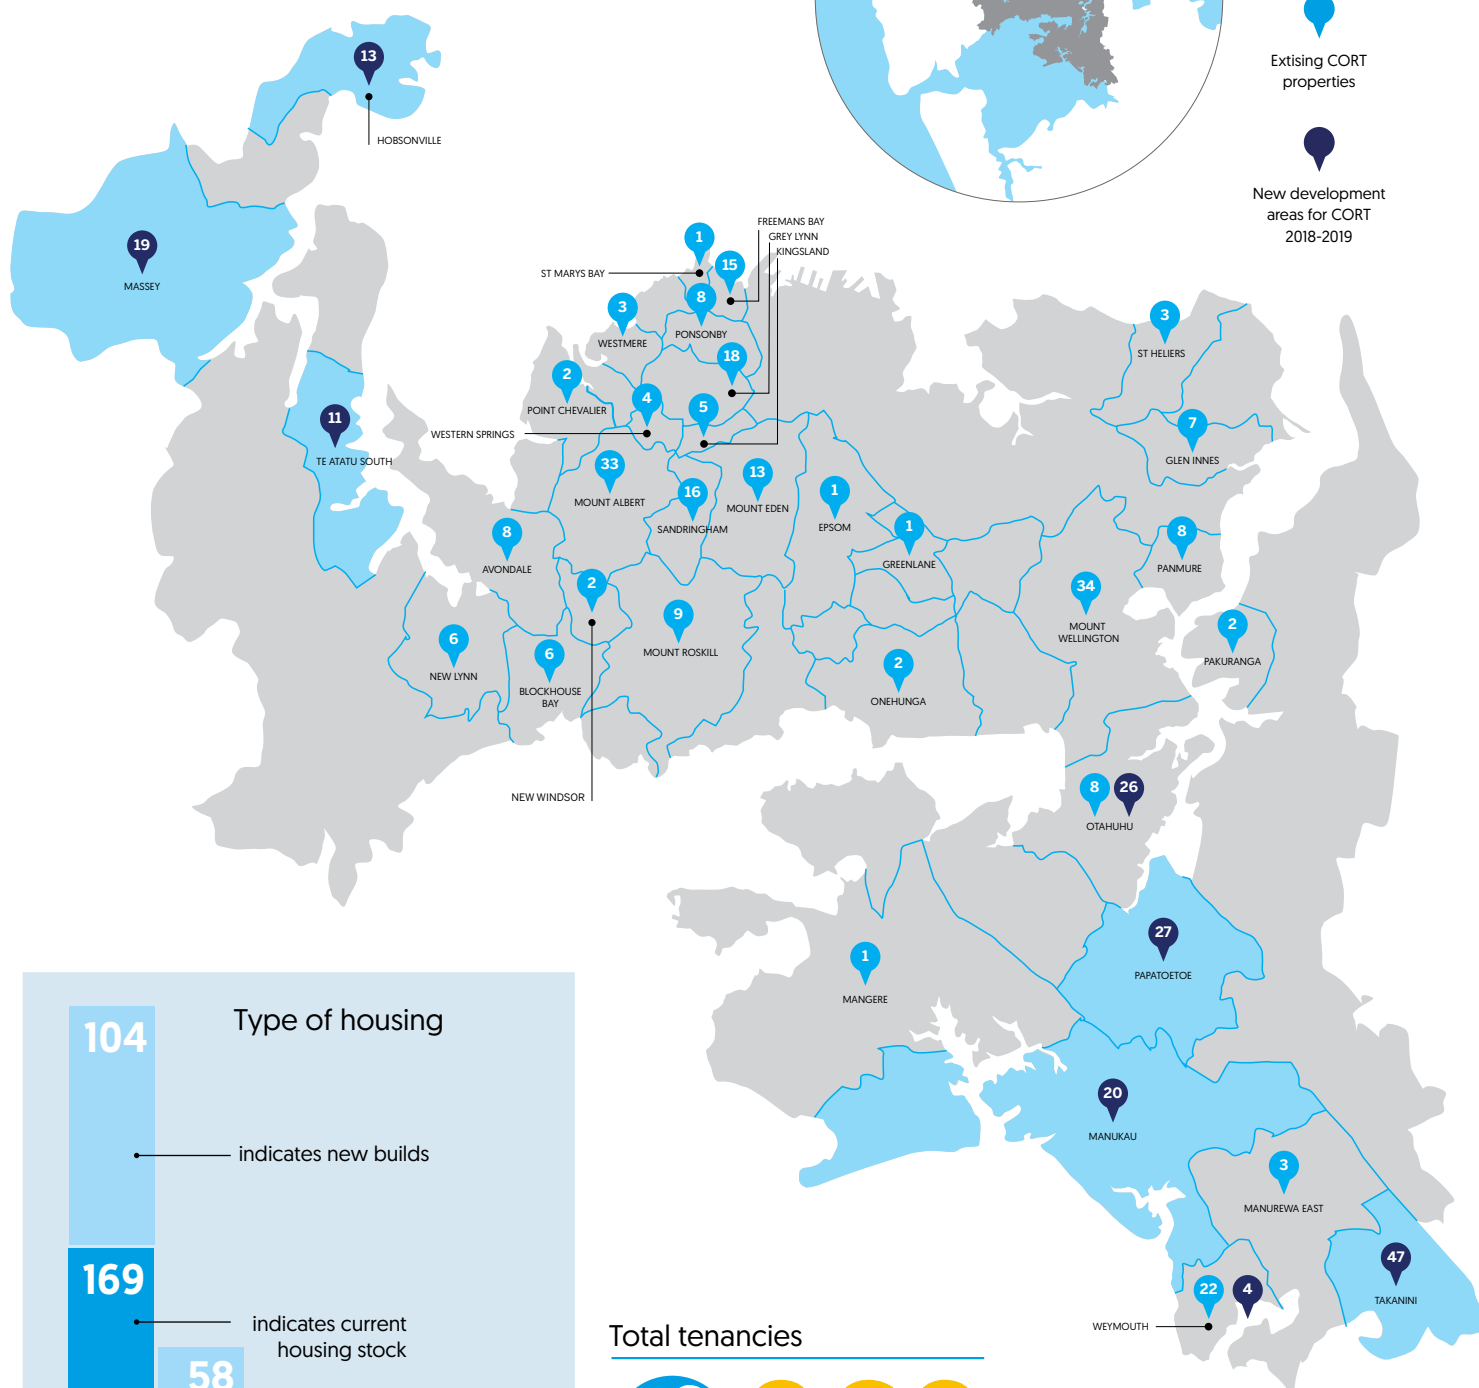 Extising CORT
properties
New development
areas for CORT
2018-2019
13
HOBSONVILLE
19
MASSEY
11
TE ATATU SOUTH
FREEMANS BAY
GREY LYNN
KINGSLAND
1
ST MARYS BAY
15
8
PONSONBY
3
WESTMERE
18
2
POINT CHEVALIER
4
WESTERN SPRINGS
5
3
ST HELIERS
7
GLEN INNES
33
MOUNT ALBERT
16
SANDRINGHAM
13
MOUNT EDEN
1
EPSOM
1
GREENLANE
8
AVONDALE
8
PANMURE
34
MOUNT
WELLINGTON
2
PAKURANGA
2
NEW WINDSOR
9
MOUNT ROSKILL
6
NEW LYNN
6
BLOCKHOUSE
BAY
2
ONEHUNGA
8
26
OTAHUHU
27
PAPATOETOE
1
MANGERE
20
MANUKAU
3
MANUREWA EAST
47
TAKANINI
22
4
WEYMOUTH
Type of housing
104
indicates new builds
169
indicates current
housing stock
58
Total tenancies